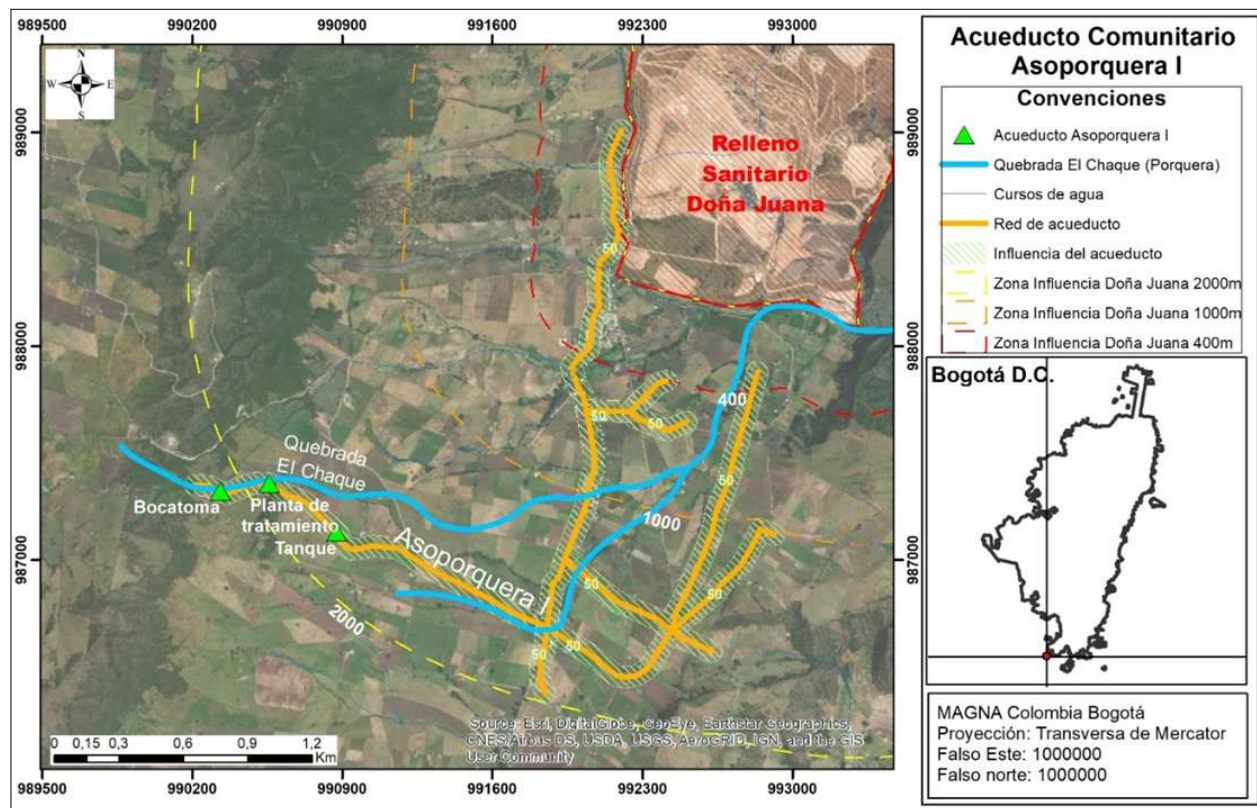 989500
990200
990900
991600
992300
993000
989000
988000
987000
N
W
E
S
Relleno
Sanitario
Doña Juana
50
50
50
400
50
Quebrada
El Chaque
Bocatoma
Planta de
tratamiento
Tanque
1000
Asoporquera I
50
50
50
50
2000
0 0,15 0,3 0,6 0,9 1,2
Km
Source: Esri, DigitalGlobe, GeoEye, Earthstar Geographics,
CNES/Airbus DS, USDA, USGS, AeroGRID, IGN, and the GIS
User Community
989000
988000
987000
989500
990200
990900
991600
992300
993000
Acueducto Comunitario
Asoporquera I
Convenciones
Acueducto Asoporquera I
Quebrada El Chaque (Porquera)
Cursos de agua
Red de acueducto
Influencia del acueducto
Zona Influencia Doña Juana 2000m
Zona Influencia Doña Juana 1000m
Zona Influencia Doña Juana 400m
Bogotá D.C.
MAGNA Colombia Bogotá
Proyección: Transversa de Mercator
Falso Este: 1000000
Falso norte: 1000000